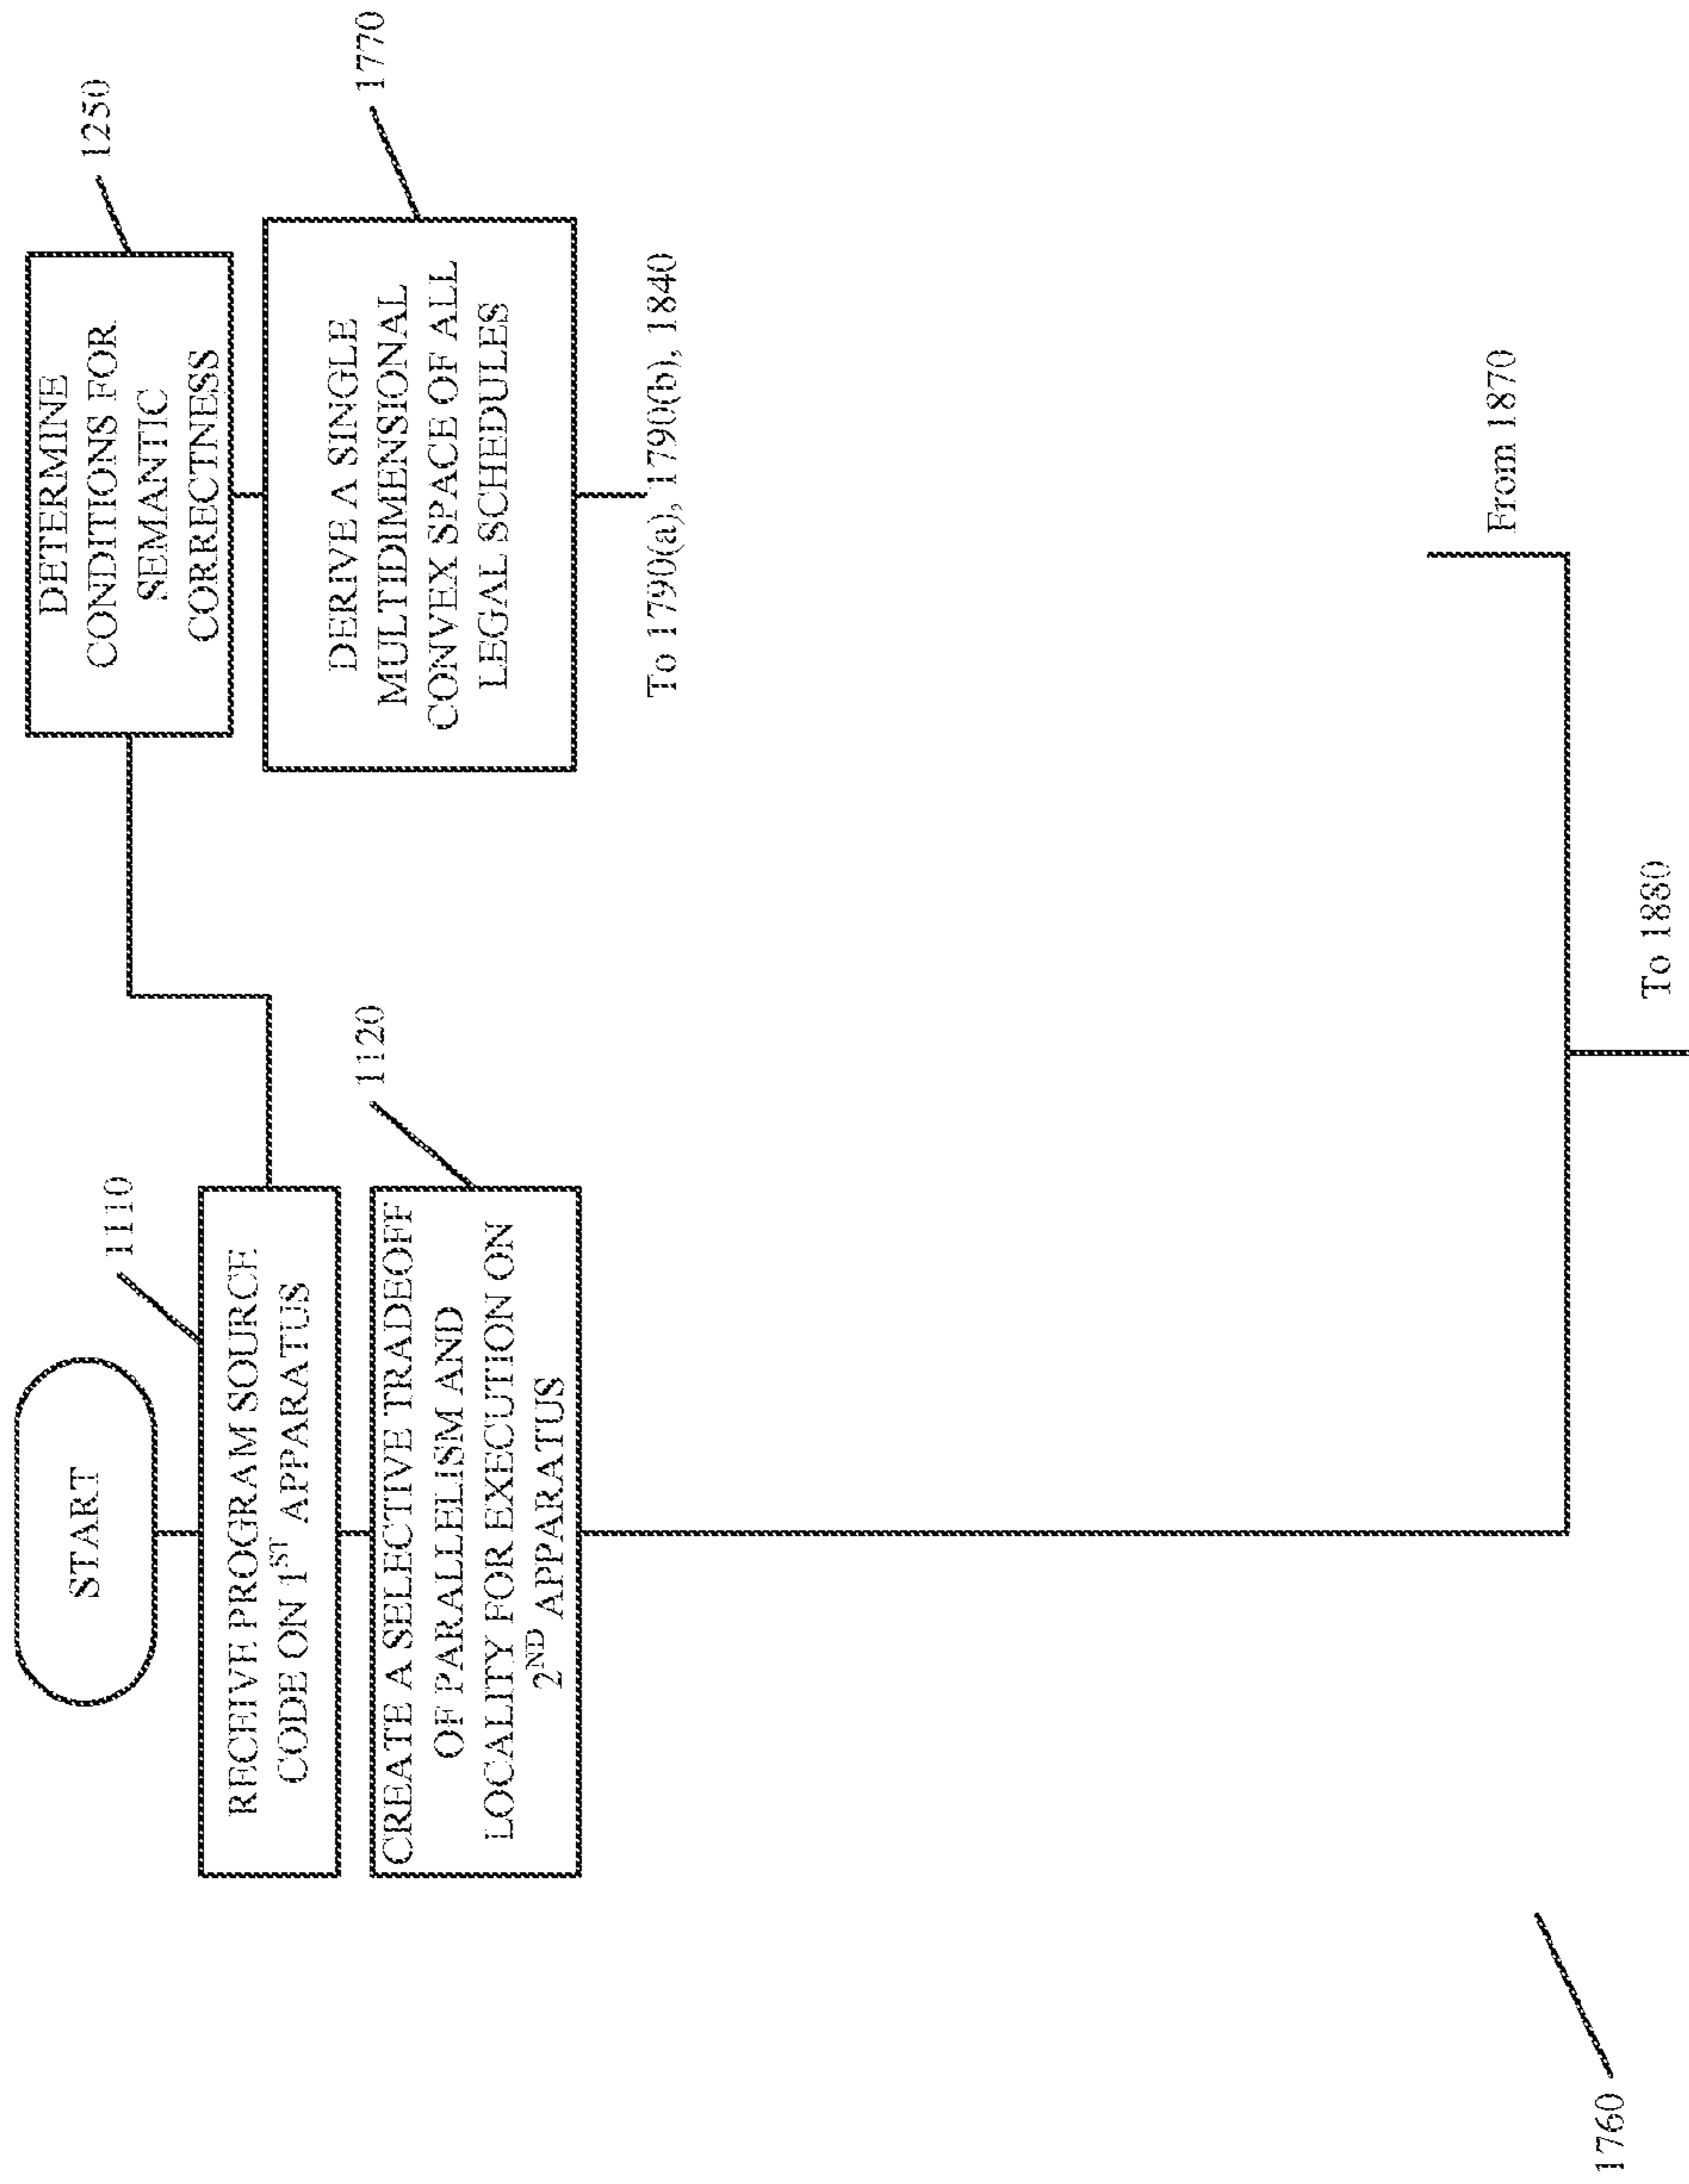 START
1110
RECEIVE PROGRAM SOURCE
CODE ON 1ST APPARATUS
1120
CREATE A SELECTIVE TRADEOFF
OF PARALLELISM AND
LOCALITY FOR EXECUTION ON
2ND APPARATUS
1250
DETERMINE
CONDITIONS FOR
SEMANTIC
CORRECTNESS
1770
DERIVE A SINGLE
MULTIDIMENSIONAL
CONVEX SPACE OF ALL
LEGAL SCHEDULES
To 1790(a), 1790(b), 1840
From 1870
To 1880
1760